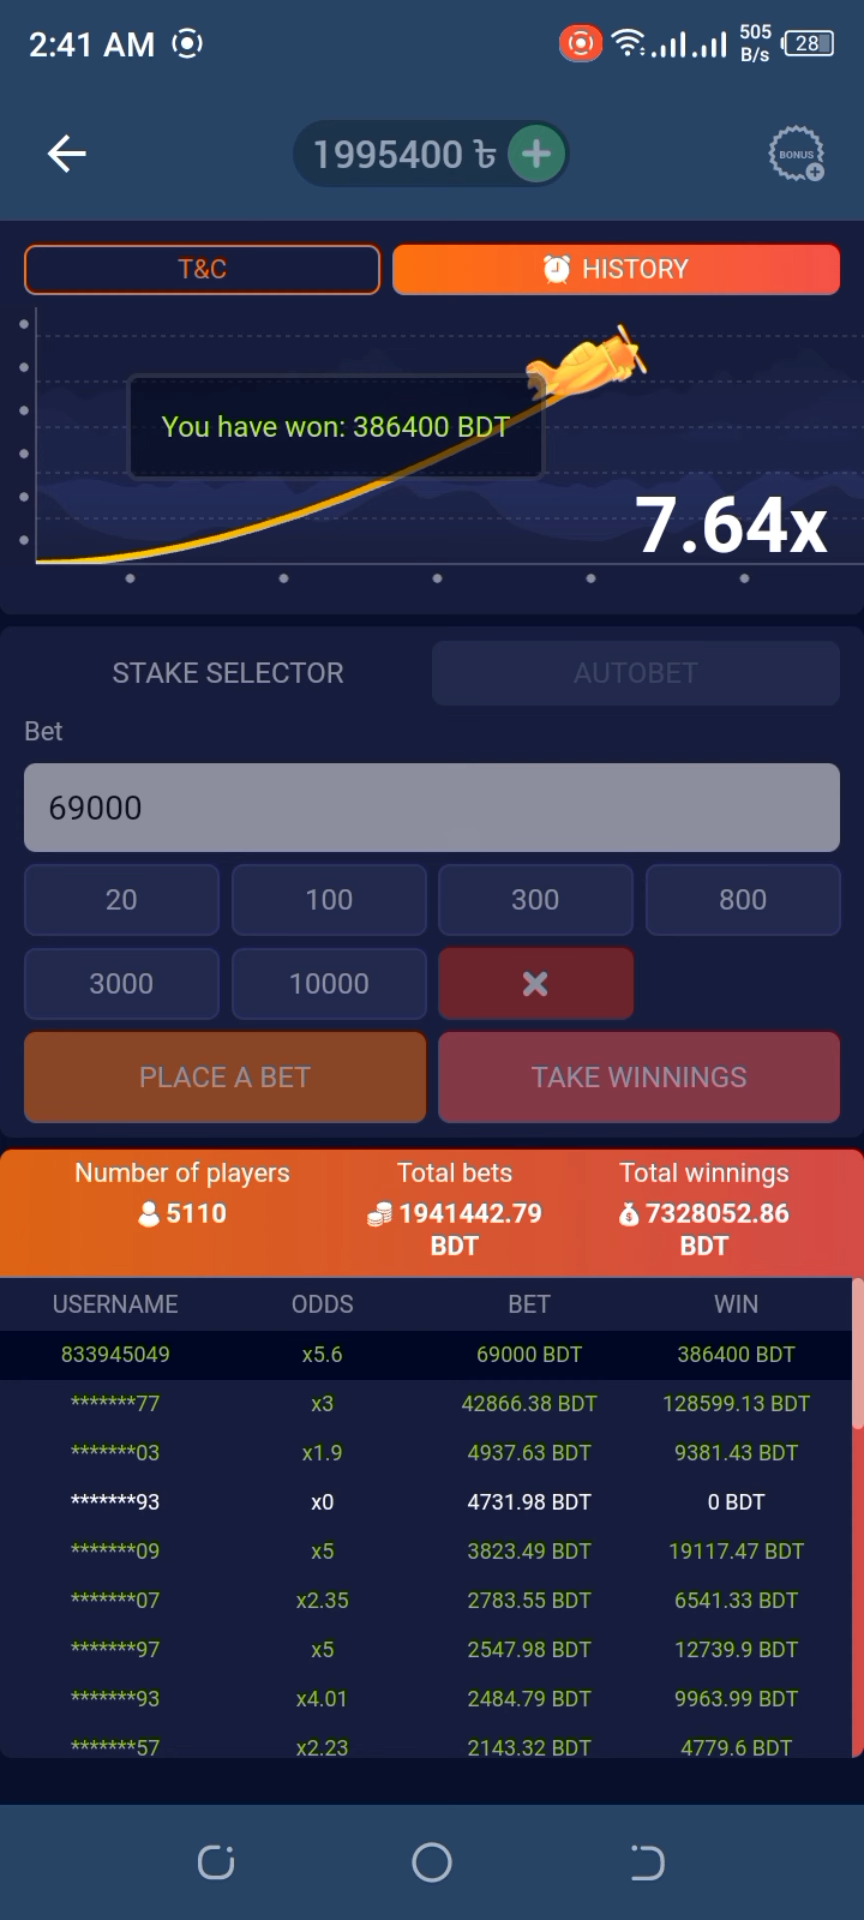 2:41 AM
505
B/s
28
1995400 ৳
BONUS
T&C
HISTORY
You have won: 386400 BDT
7.64x
STAKE SELECTOR
AUTOBET
Bet
69000
20 100 300 800
3000 10000
PLACE A BET
TAKE WINNINGS
Number of players Total bets Total winnings
5110 1941442.79 7328052.86
BDT BDT
USERNAME ODDS BET WIN
833945049 x5.6 69000 BDT 386400 BDT
*******77 x3 42866.38 BDT 128599.13 BDT
*******03 x1.9 4937.63 BDT 9381.43 BDT
*******93 x0 4731.98 BDT 0 BDT
*******09 x5 3823.49 BDT 19117.47 BDT
*******07 x2.35 2783.55 BDT 6541.33 BDT
*******97 x5 2547.98 BDT 12739.9 BDT
*******93 x4.01 2484.79 BDT 9963.99 BDT
*******57 x2.23 2143.32 BDT 4779.6 BDT